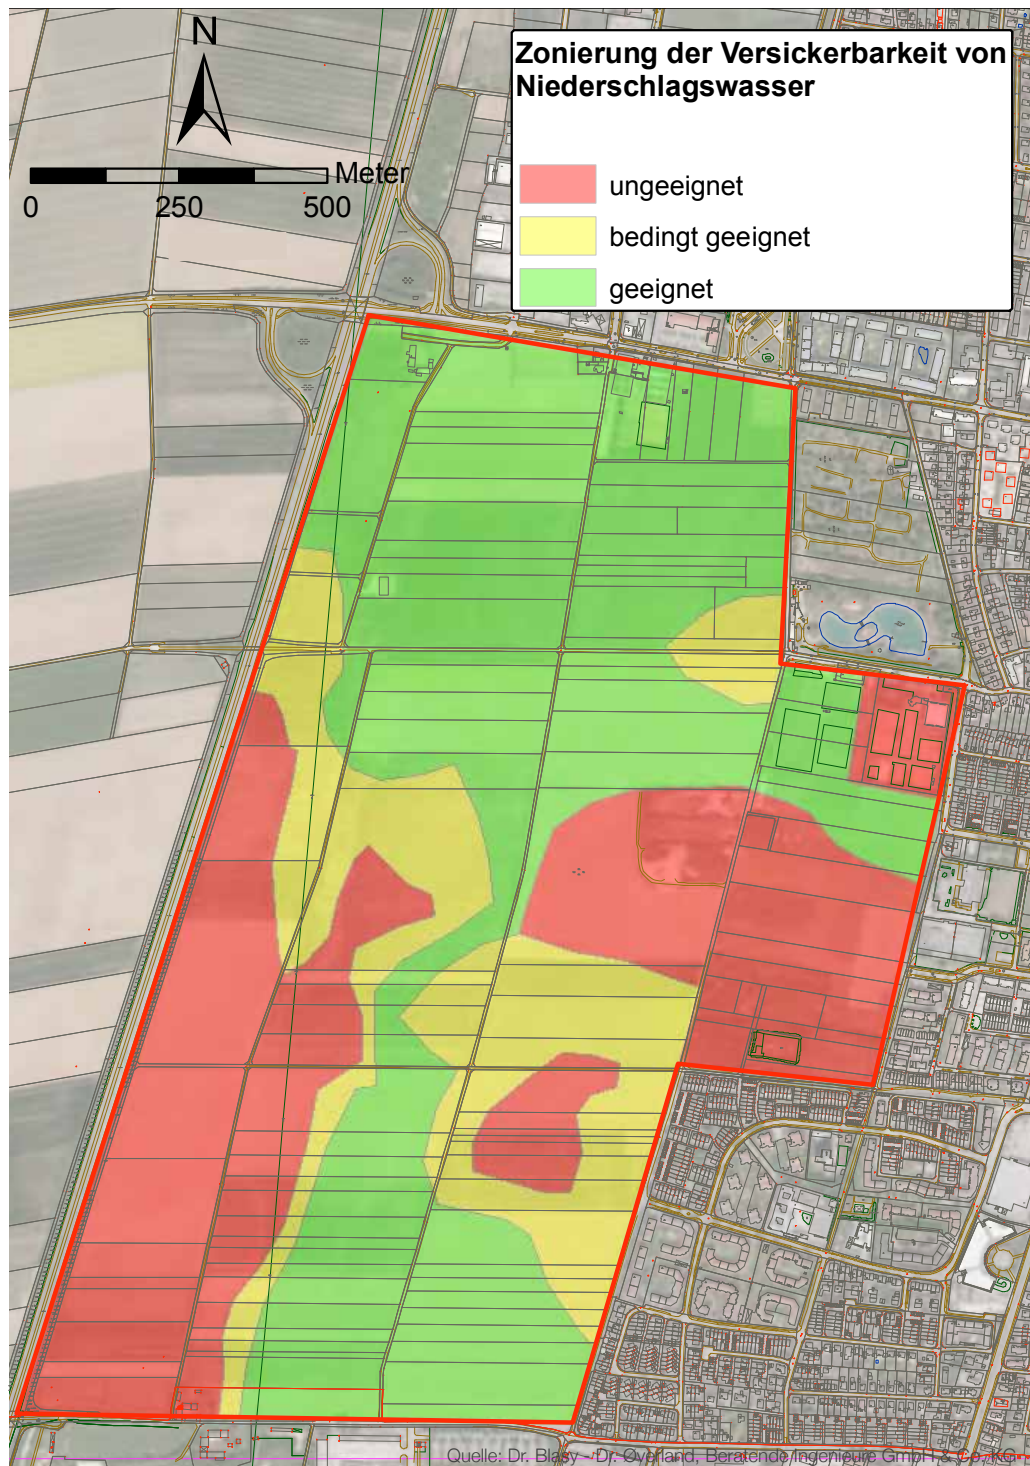 N
Meter
0 250 500
Zonierung der Versickerbarkeit von
Niederschlagswasser
ungeeignet
bedingt geeignet
geeignet
Quelle: Dr. Blasy - Dr. Øverland, Beratende Ingenieure GmbH & Co. KG